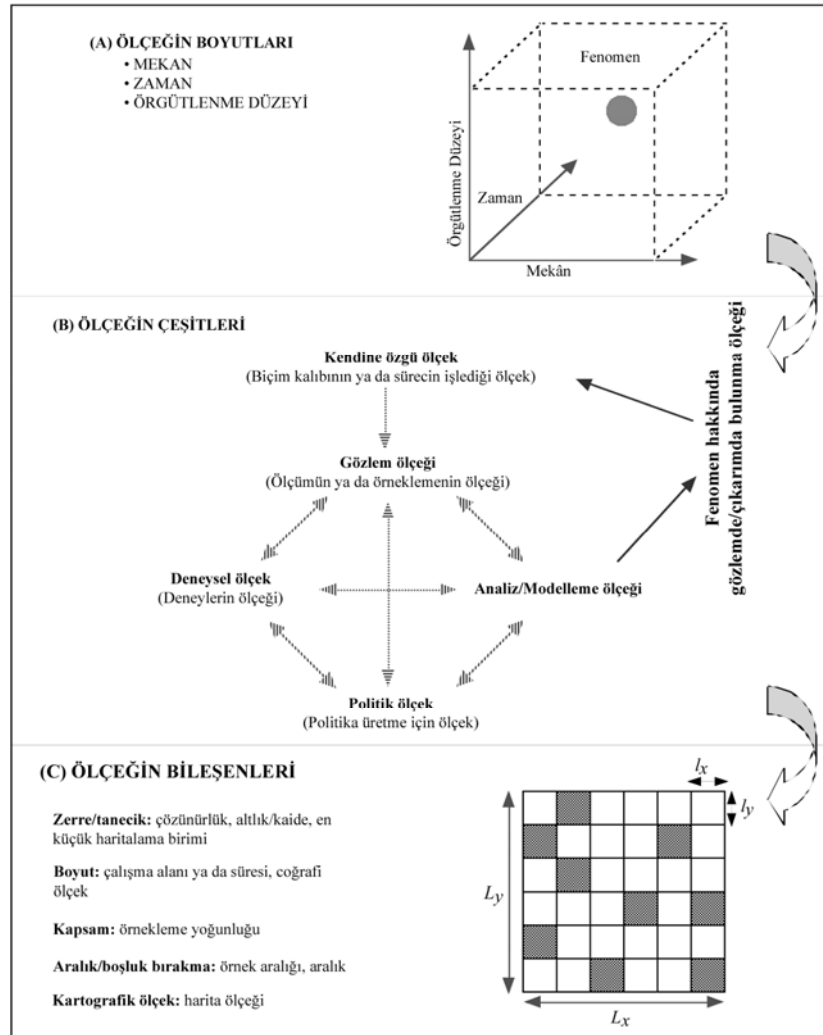 (A) ÖLÇEĞİN BOYUTLARI
• MEKAN
• ZAMAN
• ÖRGÜTLENME DÜZEYİ
Fenomen
Örgütlenme Düzeyi
Zaman
Mekân
(B) ÖLÇEĞİN ÇEŞİTLERİ
Kendine özgü ölçek
(Biçim kalıbının ya da sürecin işlediği ölçek)
Gözlem ölçeği
(Ölçümün ya da örneklemenin ölçeği)
Deneysel ölçek
(Deneylerin ölçeği)
Analiz/Modelleme ölçeği
Politik ölçek
(Politika üretme için ölçek)
Fenomen hakkında
gözlemde/çıkarımda bulunma ölçeği
(C) ÖLÇEĞİN BİLEŞENLERİ
Zerre/tanecik: çözünürlük, altlık/kaide, en
küçük haritalama birimi
Boyut: çalışma alanı ya da süresi, coğrafi
ölçek
Kapsam: örnekleme yoğunluğu
Aralık/boşluk bırakma: örnek aralığı, aralık
Kartografik ölçek: harita ölçeği
lx
ly
Ly
Lx